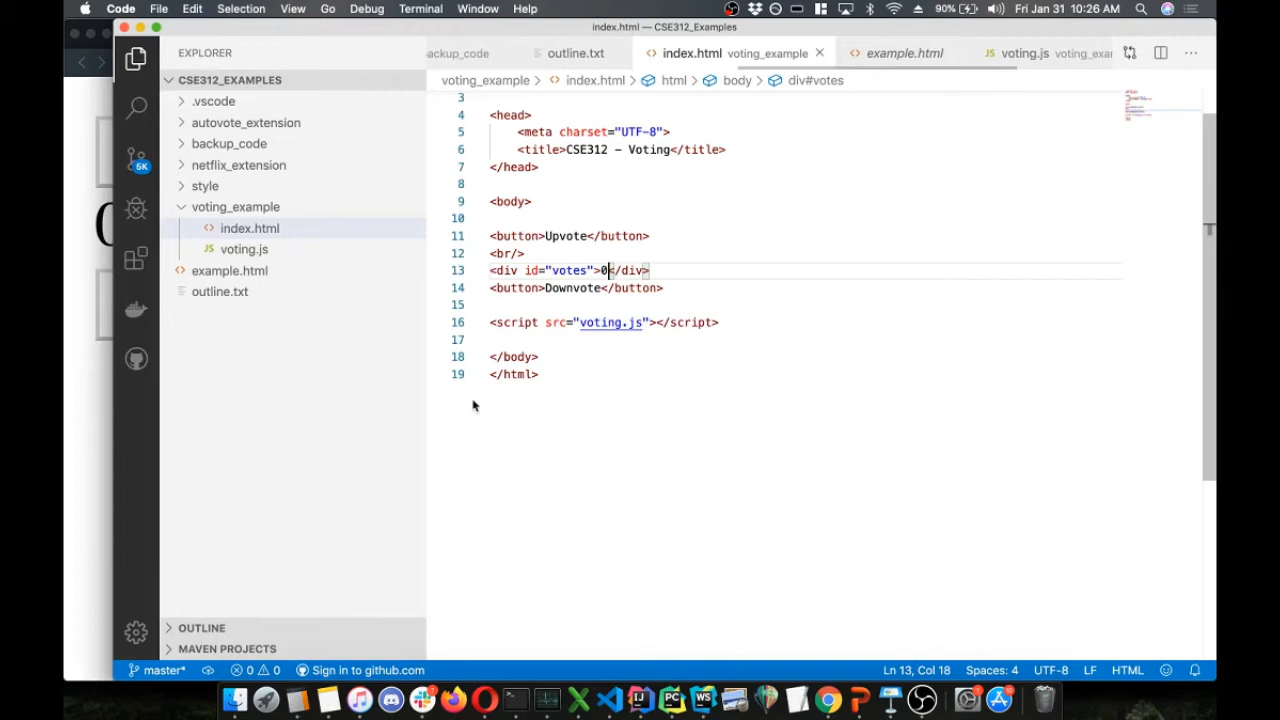 Code File Edit Selection View Go Debug Terminal Window Help 90% Fri Jan 31 10:26 AM
index.html — CSE312_Examples
EXPLORER
backup_code outline.txt index.html voting_example example.html voting.js voting_exar
CSE312_EXAMPLES
voting_example > index.html > html > body > div#votes
.vscode
autovote_extension
backup_code
netflix_extension
style
voting_example
index.html
voting.js
example.html
outline.txt
5K
3
4 <head>
5 <meta charset="UTF-8">
6 <title>CSE312 - Voting</title>
7 </head>
8
9 <body>
10
11 <button>Upvote</button>
12 <br/>
13 <div id="votes">0</div>
14 <button>Downvote</button>
15
16 <script src="voting.js"></script>
17
18 </body>
19 </html>
OUTLINE
MAVEN PROJECTS
master* 0 0 Sign in to github.com Ln 13, Col 18 Spaces: 4 UTF-8 LF HTML